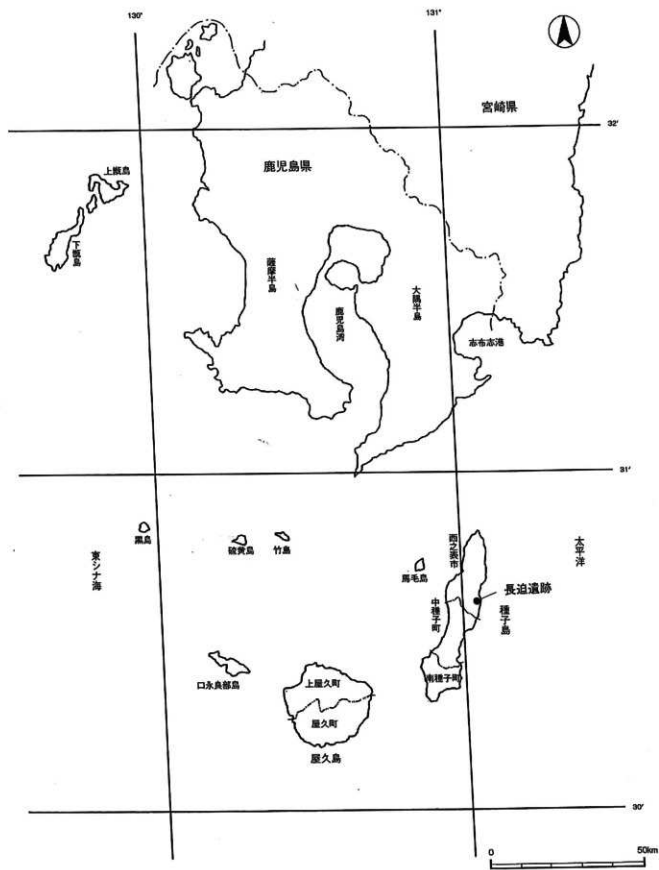 130′
131′
宮崎県
32′
鹿児島県
上甑島
下甑島
薩摩半島
鹿児島湾
大隅半島
志布志港
31′
黒島
硫黄島
竹島
馬毛島
西之表市
太平洋
東シナ海
長迫遺跡
中種子町
種子島
口永良部島
上屋久町
南種子町
屋久町
屋久島
30′
0
50km